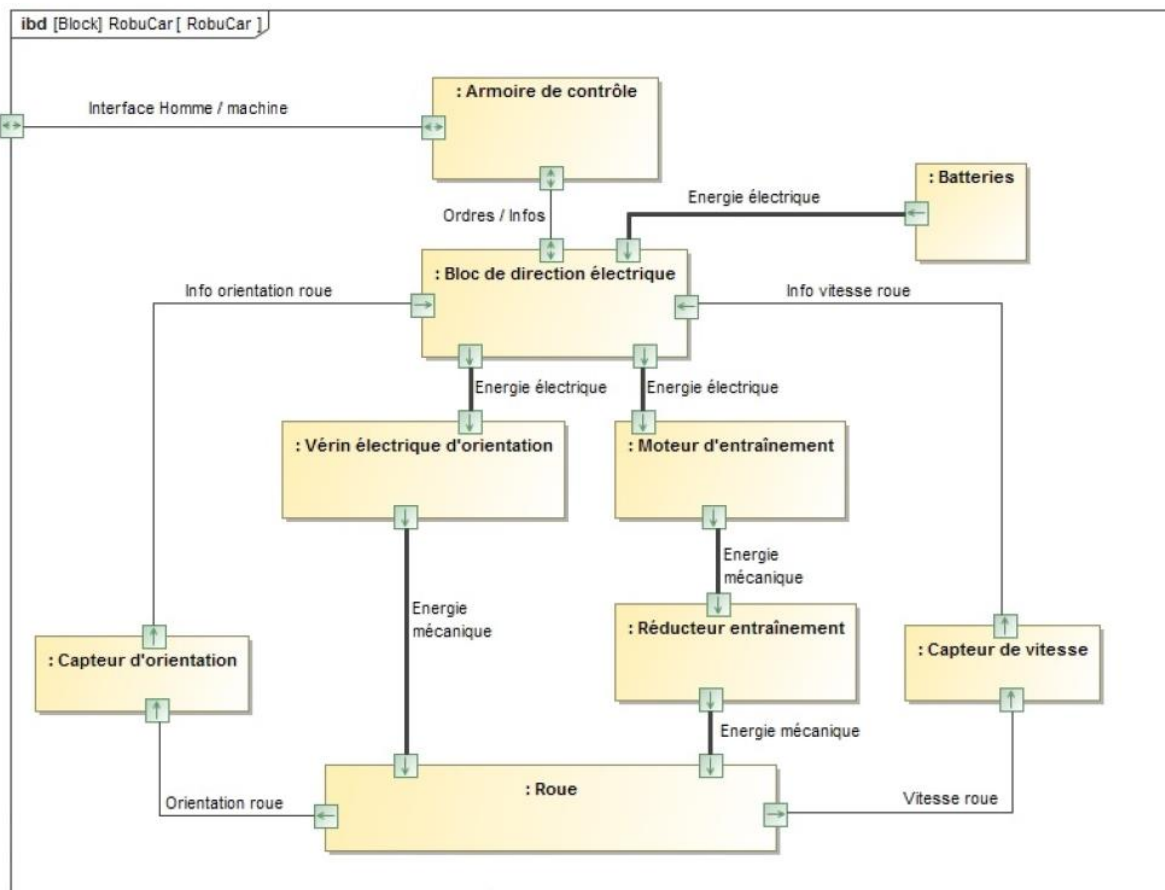 ibd [Block] RobuCar [ RobuCar ]
Interface Homme / machine
: Armoire de contrôle
: Batteries
Energie électrique
Ordres / Infos
: Bloc de direction électrique
Info orientation roue
Info vitesse roue
Energie électrique
Energie électrique
: Vérin électrique d'orientation
: Moteur d'entraînement
Energie
mécanique
Energie
mécanique
: Réducteur entraînement
: Capteur d'orientation
: Capteur de vitesse
Energie mécanique
: Roue
Orientation roue
Vitesse roue